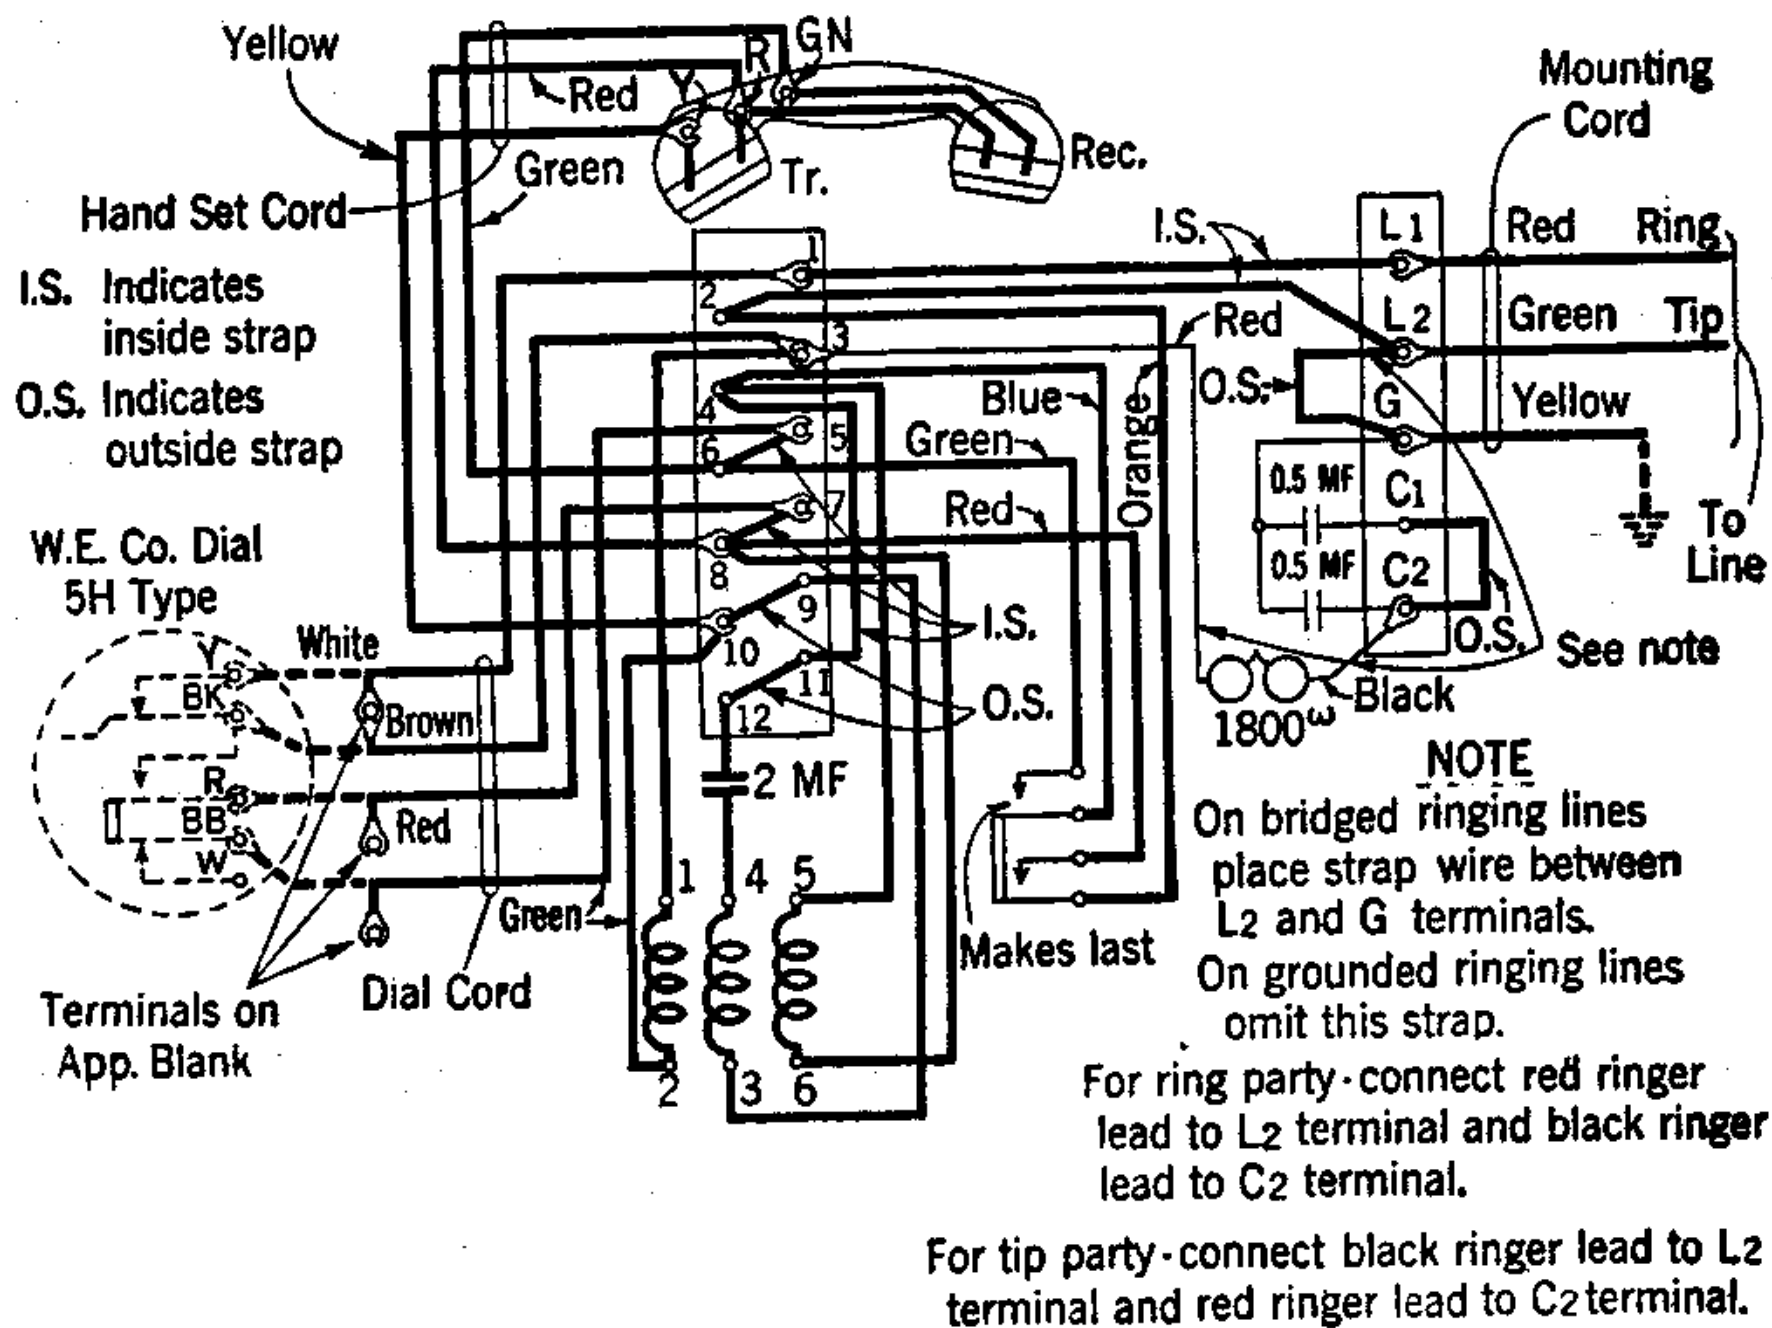 Yellow
Red
Y
R
GN
Green
Hand Set Cord
Tr.
Rec.
Mounting
Cord
I.S. Indicates
inside strap
O.S. Indicates
outside strap
I.S.
L1
Red
Ring
L2
Green
Tip
O.S.
G
Yellow
Red
Blue
Orange
Green
Red
0.5 MF
C1
0.5 MF
C2
O.S.
To
Line
See note
Black
1800ω
1
2
3
4
5
6
7
8
9
10
11
12
I.S.
O.S.
2 MF
W.E. Co. Dial
5H Type
Y
BK
R
BB
W
White
Brown
Red
Green
Dial Cord
Terminals on
App. Blank
1
4
5
2
3
6
Makes last
NOTE
On bridged ringing lines
place strap wire between
L2 and G terminals.
On grounded ringing lines
omit this strap.
For ring party-connect red ringer
lead to L2 terminal and black ringer
lead to C2 terminal.
For tip party-connect black ringer lead to L2
terminal and red ringer lead to C2 terminal.